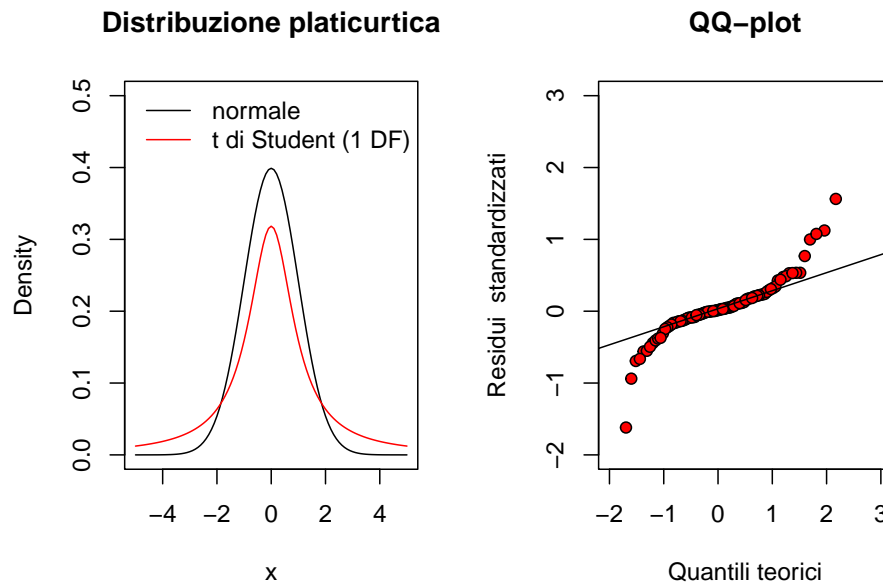 Distribuzione platicurtica
normale
t di Student (1 DF)
Density
0.0 0.1 0.2 0.3 0.4 0.5
−4 −2 0 2 4
x
QQ−plot
Residui standardizzati
−2 −1 0 1 2 3
−2 −1 0 1 2 3
Quantili teorici